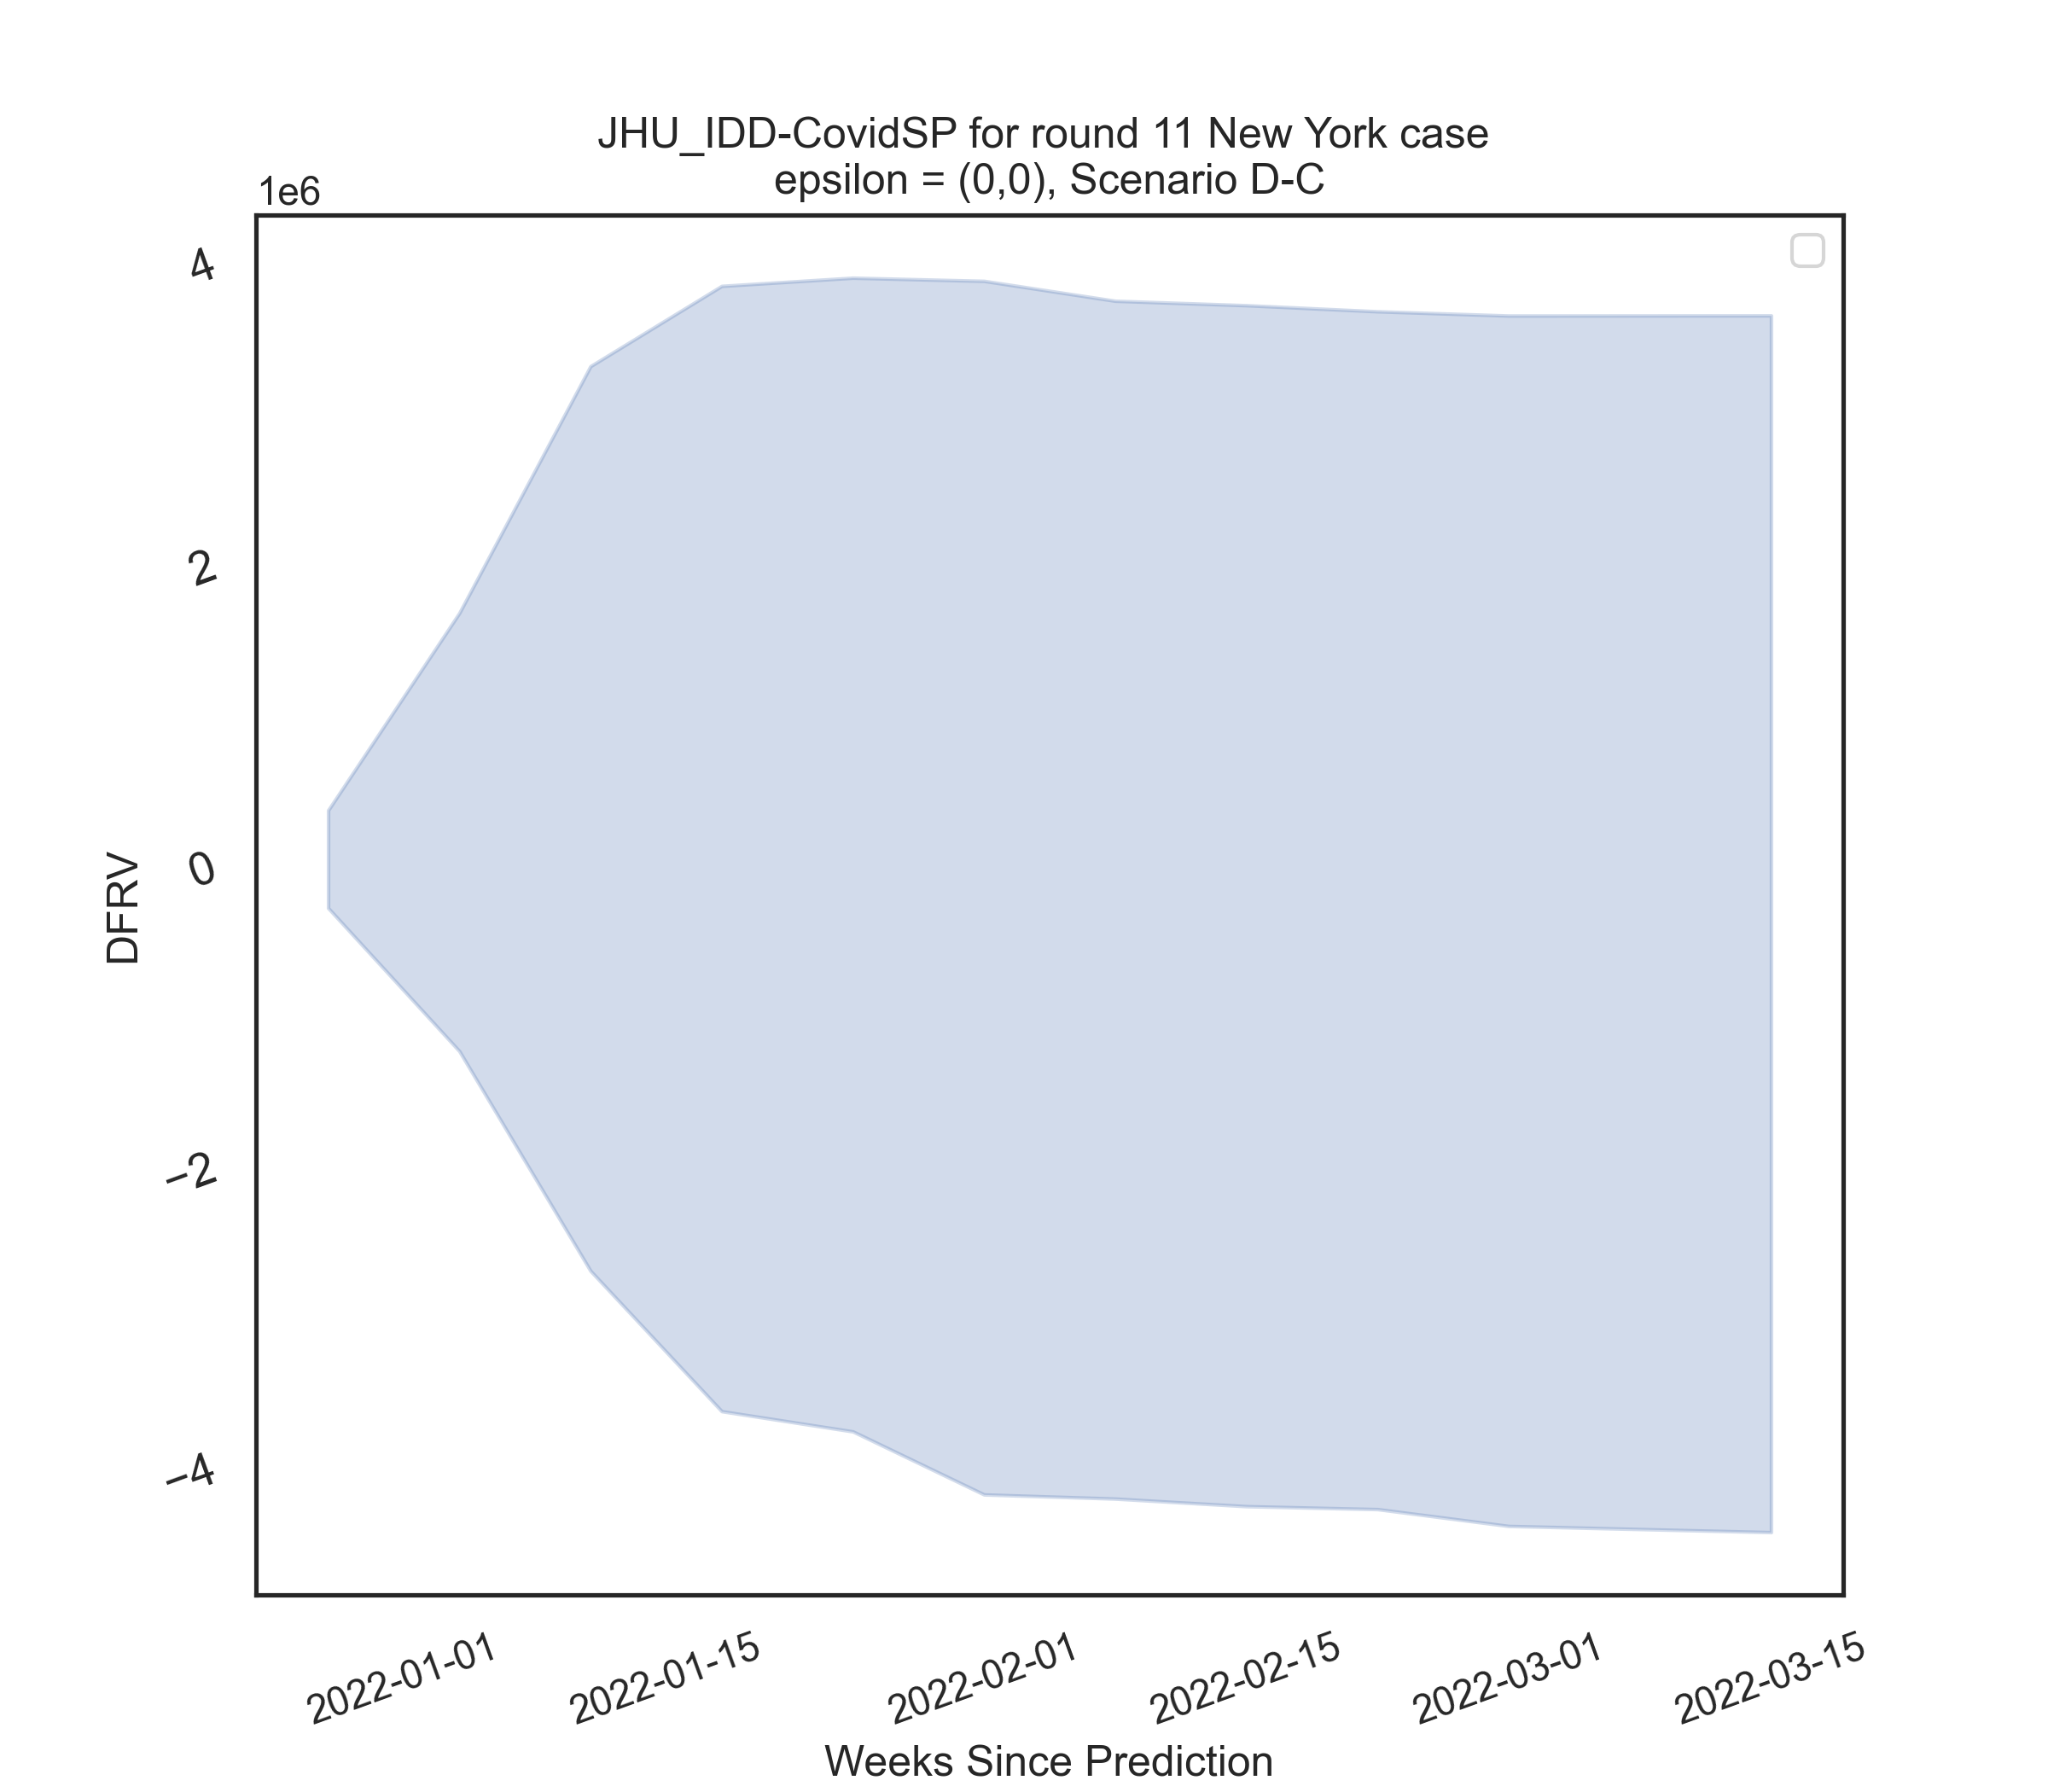 JHU_IDD-CovidSP for round 11 New York case
epsilon = (0,0), Scenario D-C
1e6
4
2
0
−2
−4
DFRV
2022-01-01
2022-01-15
2022-02-01
2022-02-15
2022-03-01
2022-03-15
Weeks Since Prediction